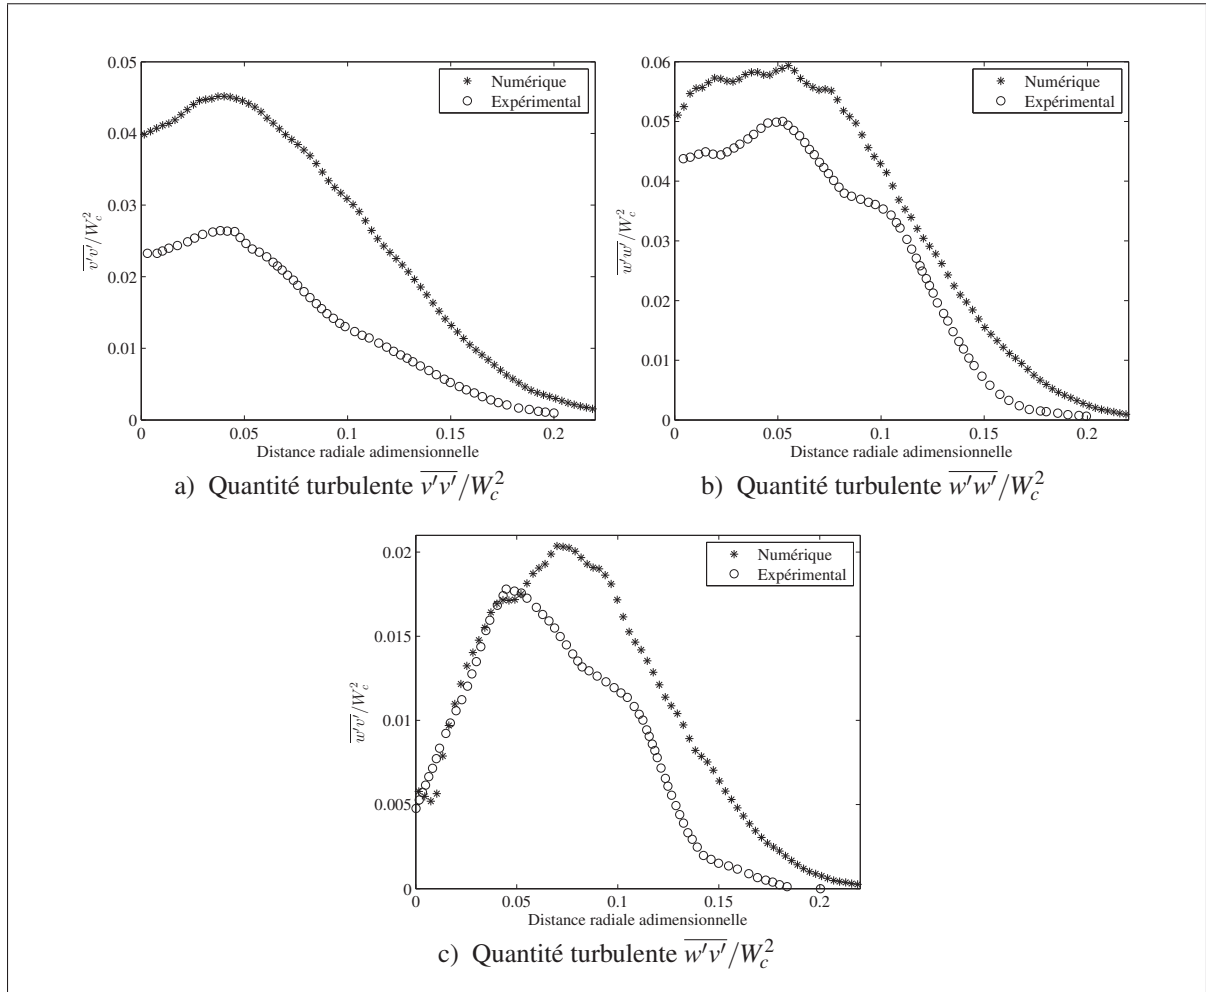 0.05
0.04
0.03
0.02
0.01
0
0 0.05 0.1 0.15 0.2
Numérique
Expérimental
v′v′/W_c^2
Distance radiale adimensionnelle
a) Quantité turbulente v′v′/W_c^2
0.06
0.05
0.04
0.03
0.02
0.01
0
0 0.05 0.1 0.15 0.2
Numérique
Expérimental
w′w′/W_c^2
Distance radiale adimensionnelle
b) Quantité turbulente w′w′/W_c^2
0.02
0.015
0.01
0.005
0
0 0.05 0.1 0.15 0.2
Numérique
Expérimental
w′v′/W_c^2
Distance radiale adimensionnelle
c) Quantité turbulente w′v′/W_c^2